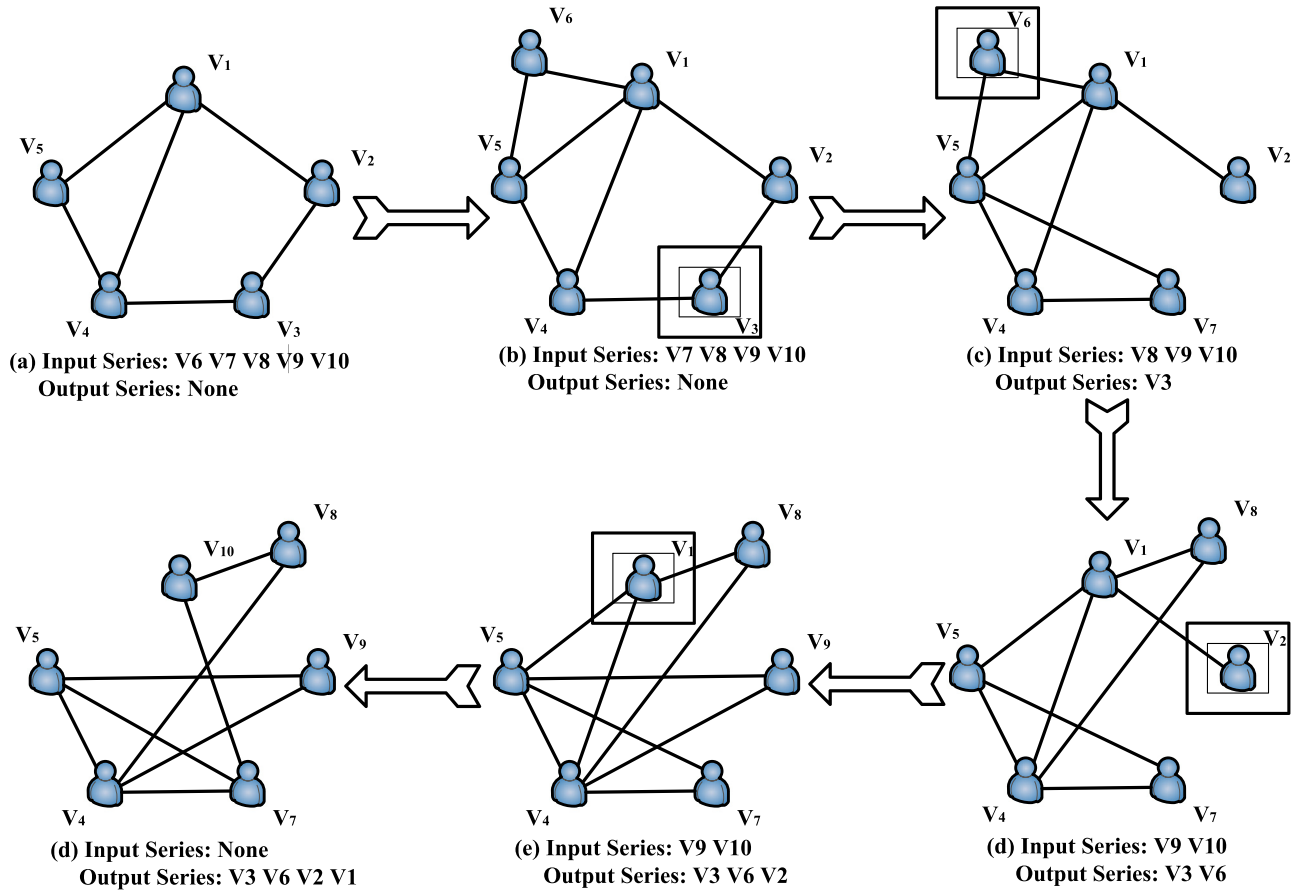 V6
V1
V5
V2
V4
V3
(a) Input Series: V6 V7 V8 V9 V10
Output Series: None
V1
V5
V2
V4
V3
(b) Input Series: V7 V8 V9 V10
Output Series: None
V6
V1
V5
V2
V4
V7
(c) Input Series: V8 V9 V10
Output Series: V3
V8
V10
V5
V9
V4
V7
(d) Input Series: None
Output Series: V3 V6 V2 V1
V8
V1
V5
V9
V4
V7
(e) Input Series: V9 V10
Output Series: V3 V6 V2
V8
V1
V5
V2
V4
V7
(d) Input Series: V9 V10
Output Series: V3 V6